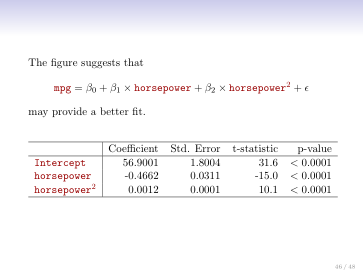 The figure suggests that
mpg = β₀ + β₁ × horsepower + β₂ × horsepower² + ϵ
may provide a better fit.
Coefficient Std. Error t-statistic p-value
Intercept 56.9001 1.8004 31.6 < 0.0001
horsepower -0.4662 0.0311 -15.0 < 0.0001
horsepower² 0.0012 0.0001 10.1 < 0.0001
46 / 48